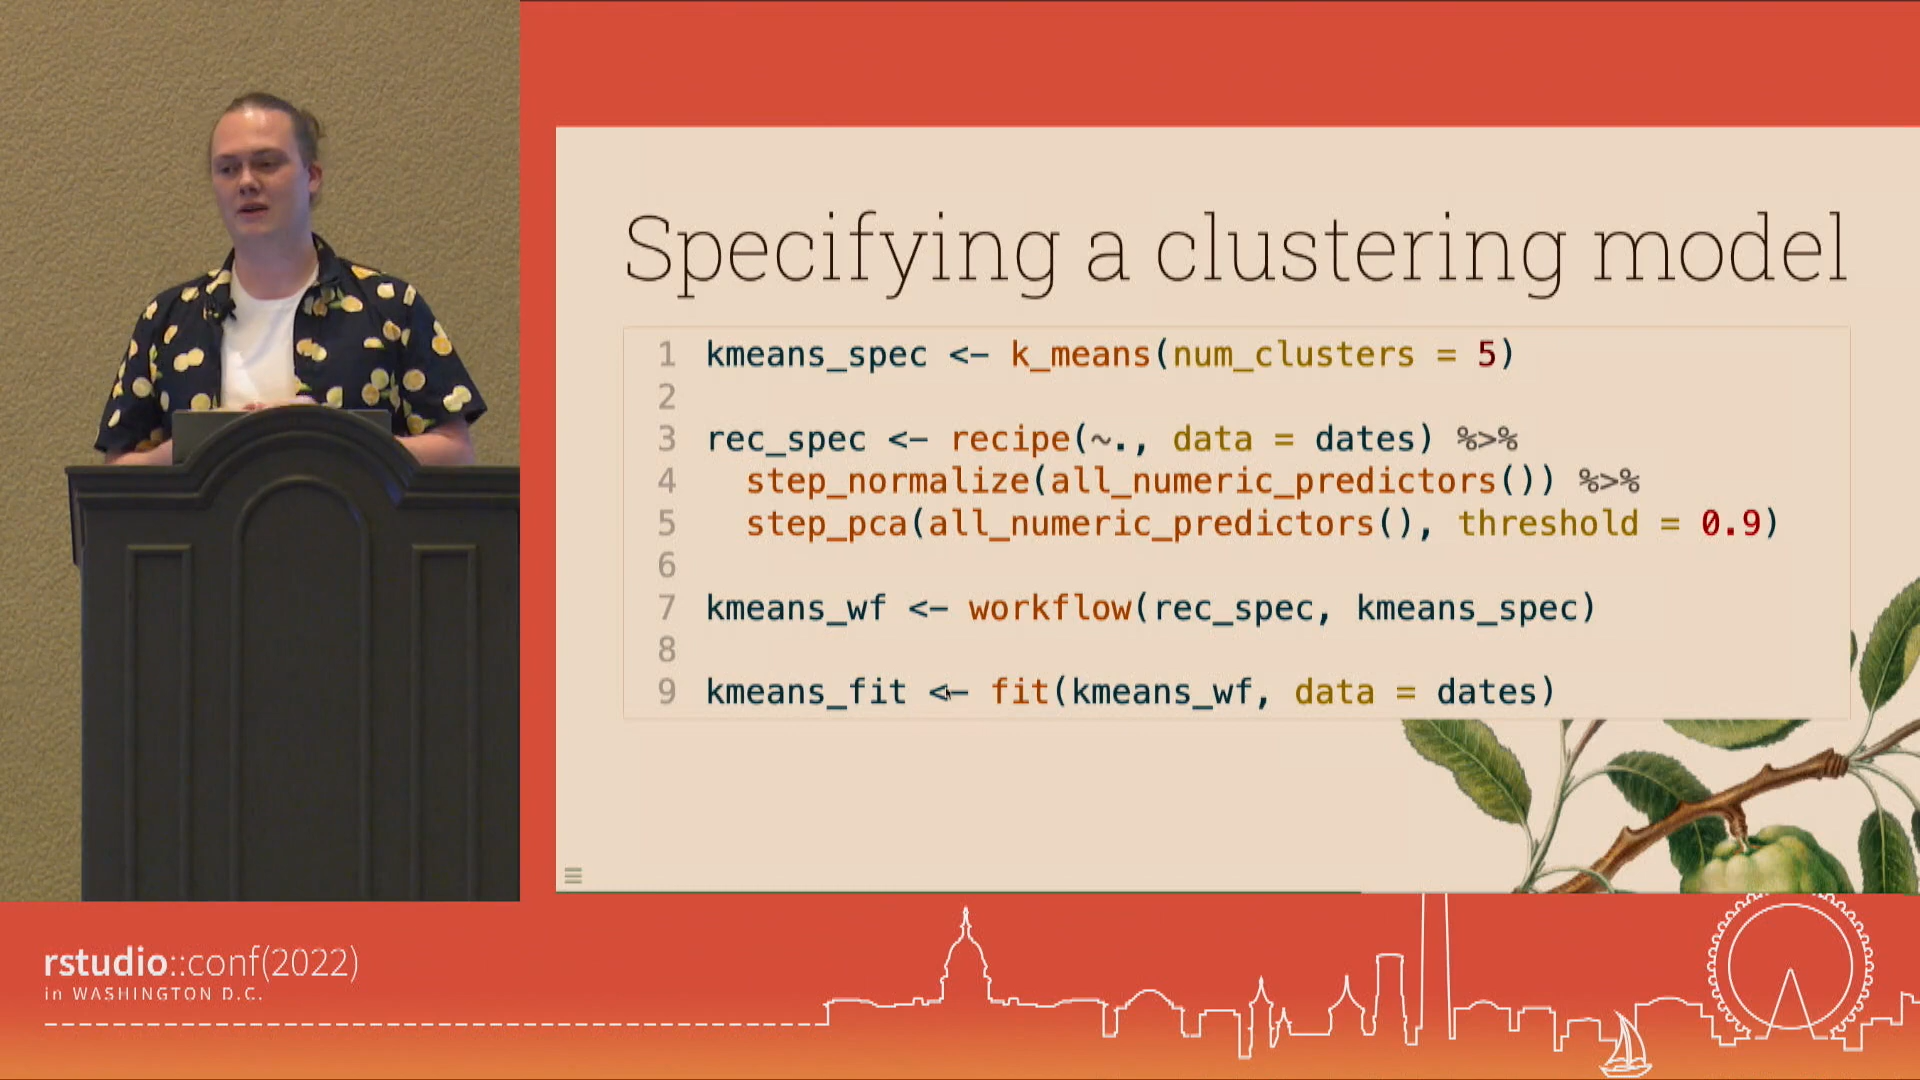 Specifying a clustering model
1 kmeans_spec <- k_means(num_clusters = 5)
2
3 rec_spec <- recipe(~., data = dates) %>%
4 step_normalize(all_numeric_predictors()) %>%
5 step_pca(all_numeric_predictors(), threshold = 0.9)
6
7 kmeans_wf <- workflow(rec_spec, kmeans_spec)
8
9 kmeans_fit <- fit(kmeans_wf, data = dates)
rstudio::conf(2022)
in WASHINGTON D.C.